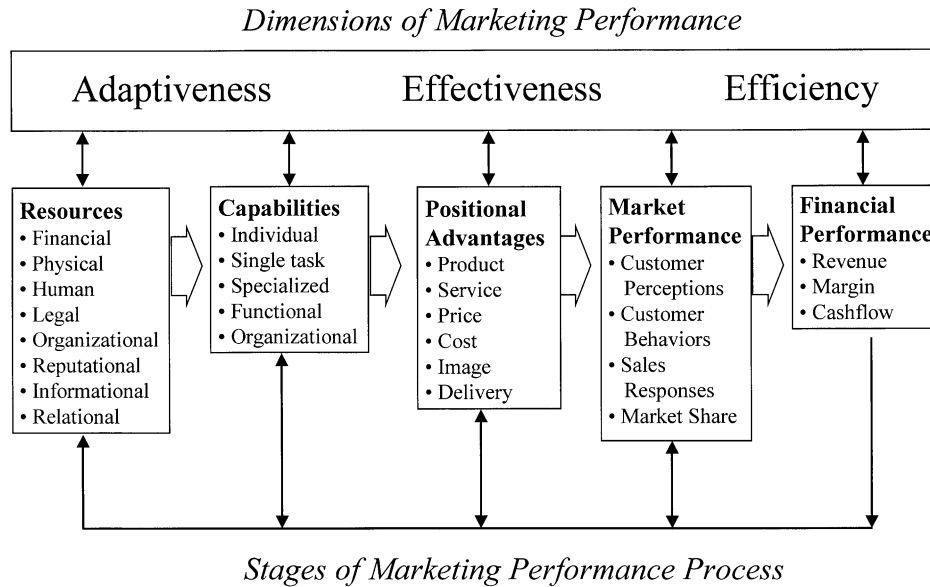 Dimensions of Marketing Performance
Adaptiveness
Effectiveness
Efficiency
Resources
• Financial
• Physical
• Human
• Legal
• Organizational
• Reputational
• Informational
• Relational
Capabilities
• Individual
• Single task
• Specialized
• Functional
• Organizational
Positional
Advantages
• Product
• Service
• Price
• Cost
• Image
• Delivery
Market
Performance
• Customer
Perceptions
• Customer
Behaviors
• Sales
Responses
• Market Share
Financial
Performance
• Revenue
• Margin
• Cashflow
Stages of Marketing Performance Process